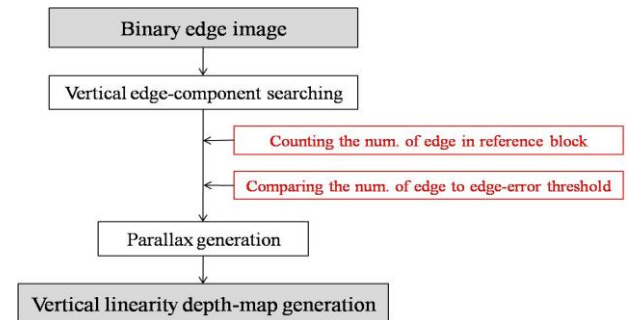 Binary edge image
Vertical edge-component searching
Counting the num. of edge in reference block
Comparing the num. of edge to edge-error threshold
Parallax generation
Vertical linearity depth-map generation